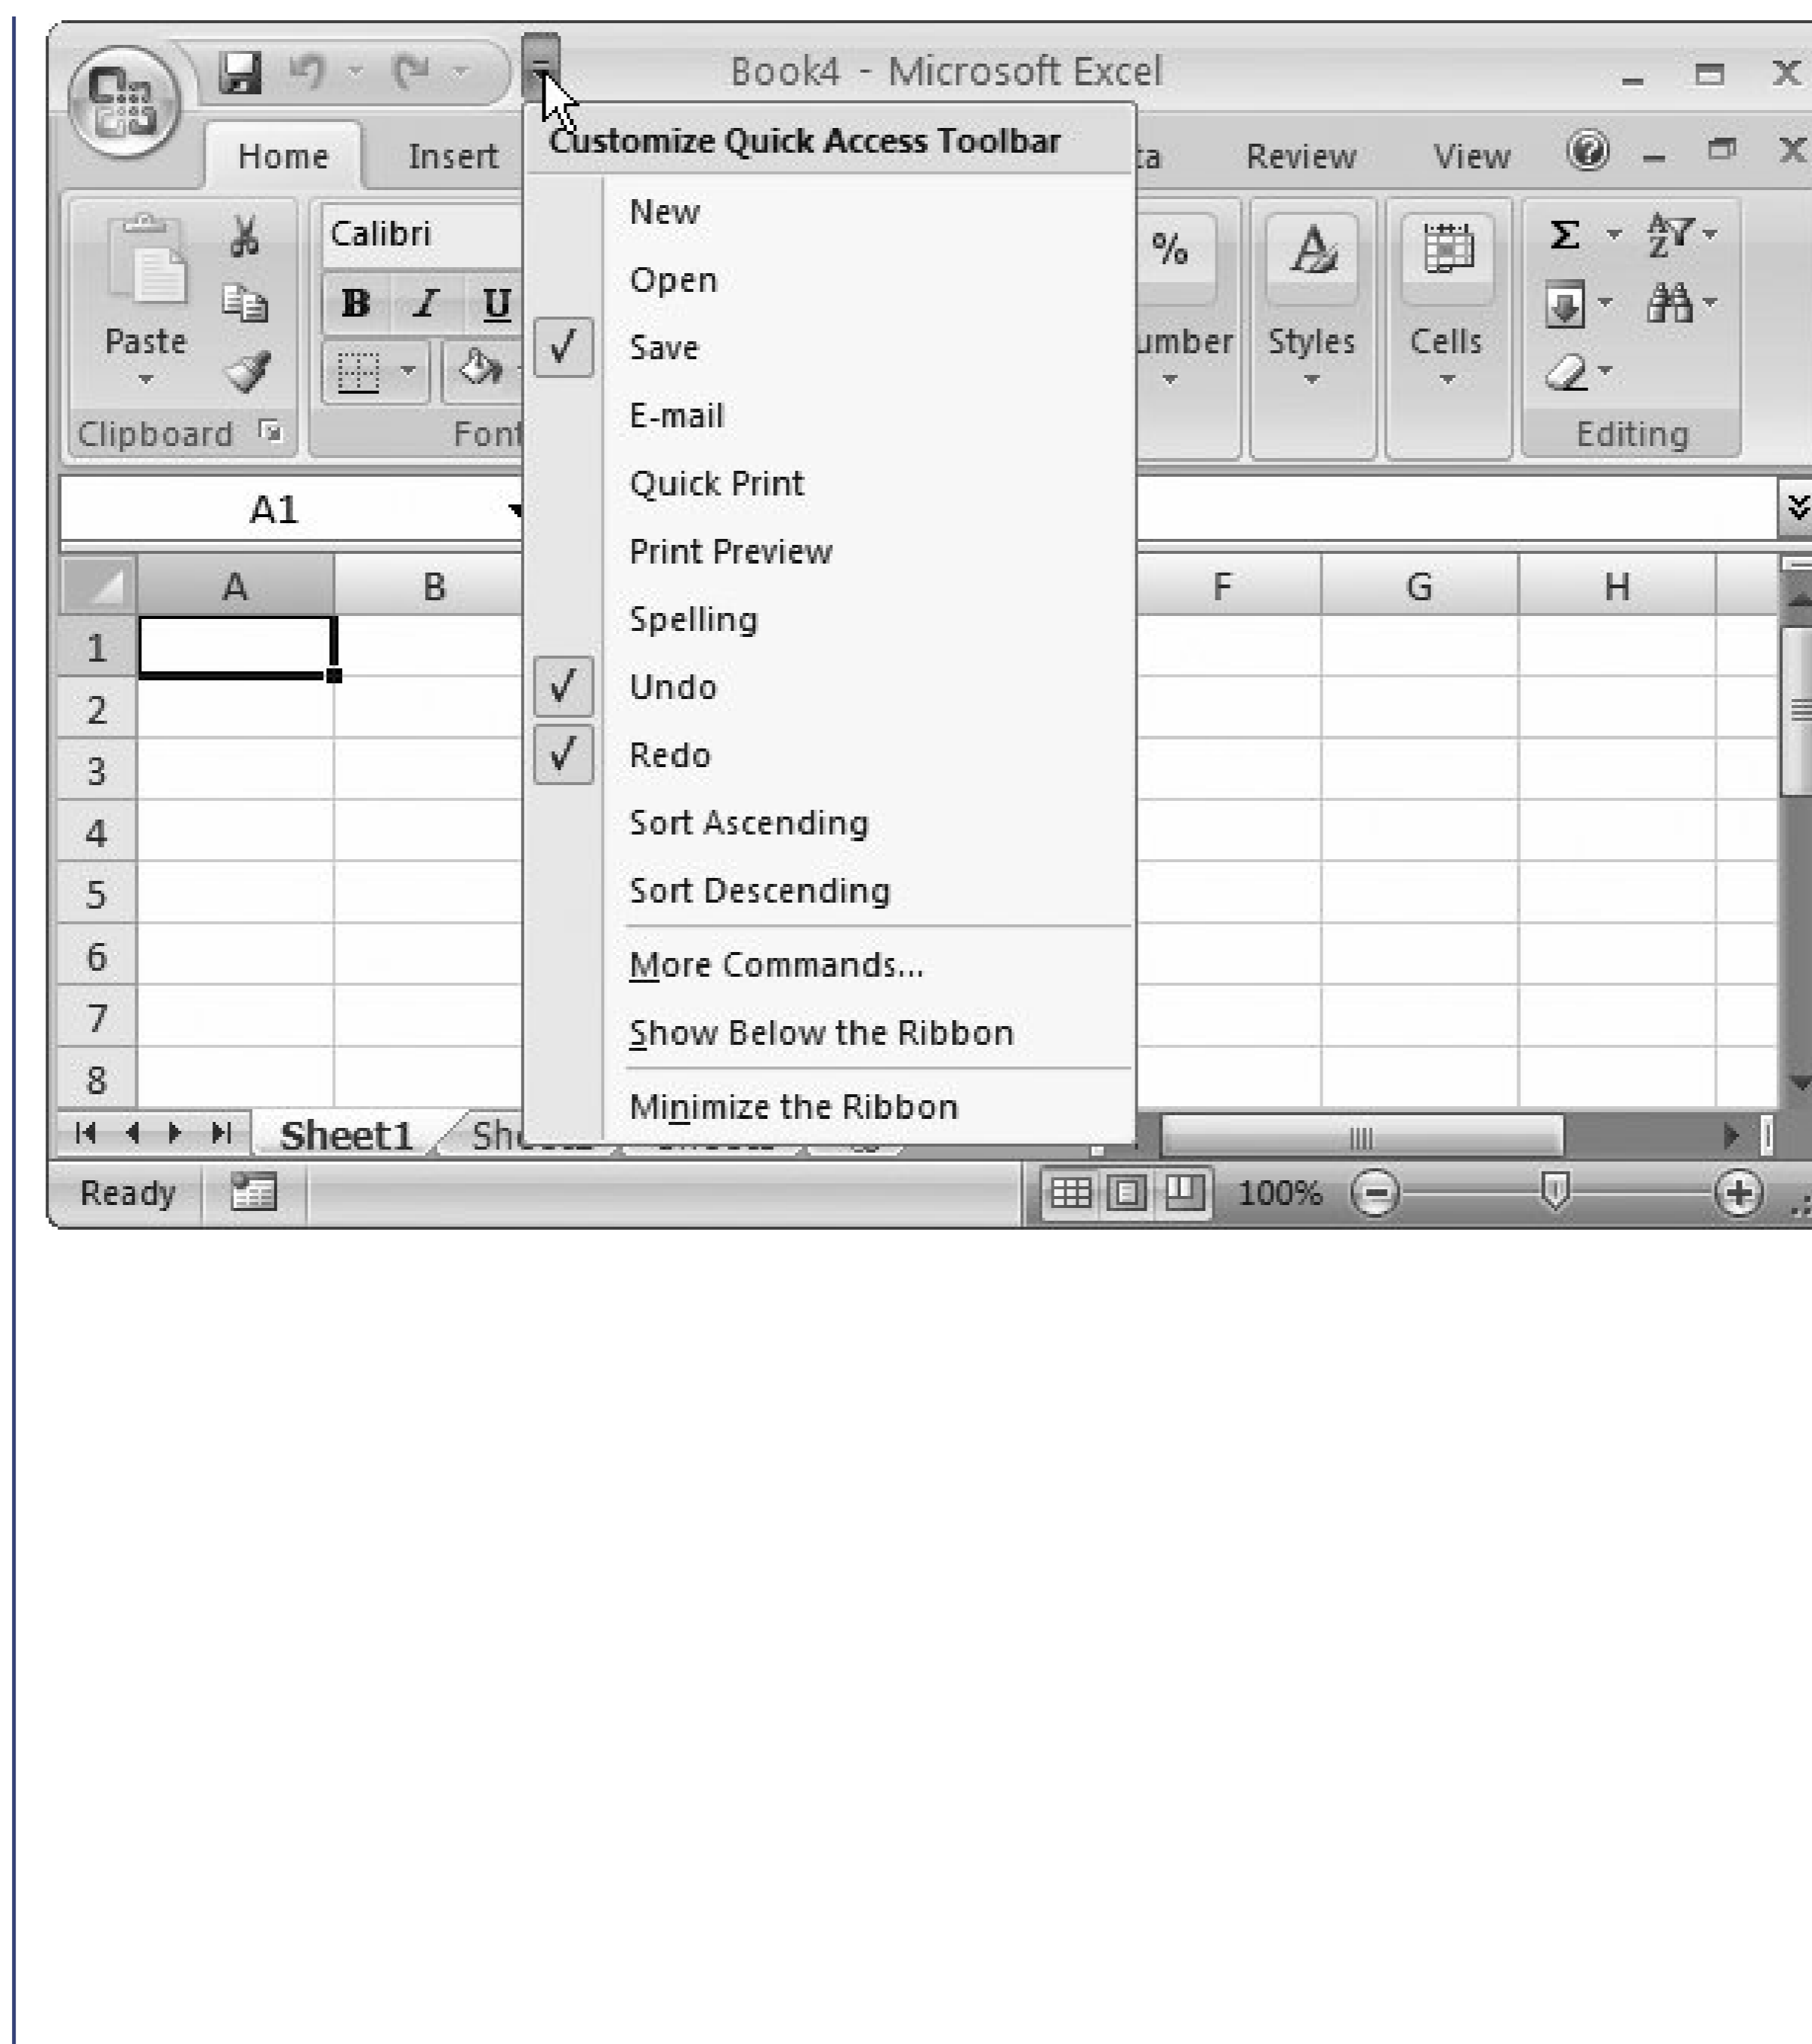 Book4 - Microsoft Excel
Customize Quick Access Toolbar
Home Insert Review View
New
Open
Save
E-mail
Quick Print
Print Preview
Spelling
Undo
Redo
Sort Ascending
Sort Descending
More Commands...
Show Below the Ribbon
Minimize the Ribbon
Calibri
B I U
%
Σ
Paste
Styles Cells
Clipboard Font Editing
A1
A B F G H
1
2
3
4
5
6
7
8
Sheet1
Ready 100%